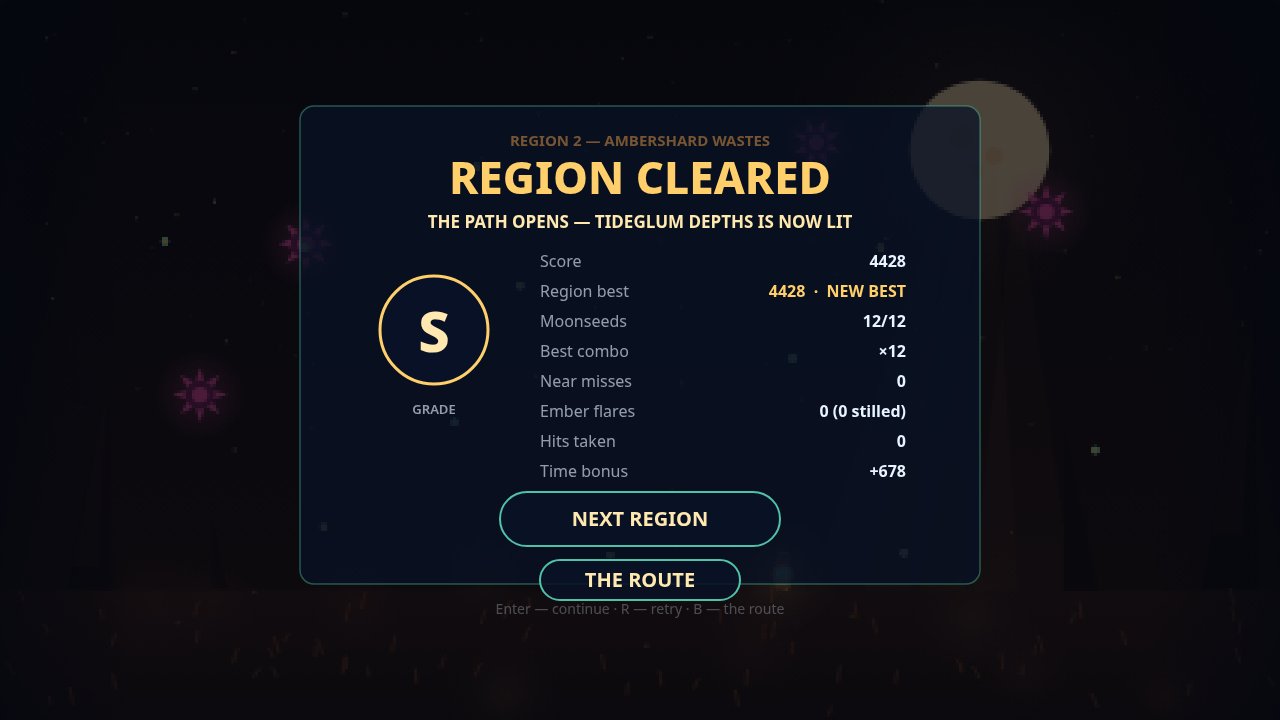 REGION 2 — AMBERSHARD WASTES
REGION CLEARED
THE PATH OPENS — TIDEGLUM DEPTHS IS NOW LIT
S
GRADE
Score 4428
Region best 4428 · NEW BEST
Moonseeds 12/12
Best combo ×12
Near misses 0
Ember flares 0 (0 stilled)
Hits taken 0
Time bonus +678
NEXT REGION
THE ROUTE
Enter — continue · R — retry · B — the route